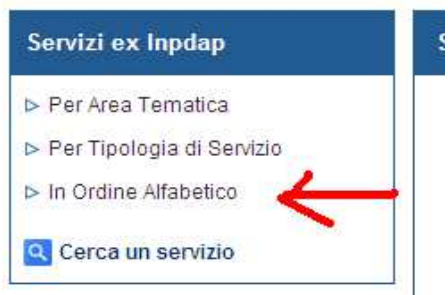 Servizi ex Inpdap
Per Area Tematica
Per Tipologia di Servizio
In Ordine Alfabetico
Cerca un servizio